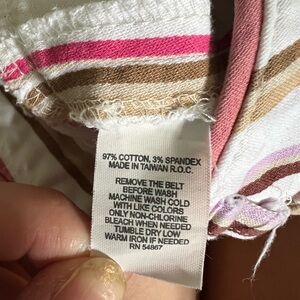 97% COTTON, 3% SPANDEX
MADE IN TAIWAN R.O.C.
REMOVE THE BELT
BEFORE WASH
MACHINE WASH COLD
WITH LIKE COLORS
ONLY NON-CHLORINE
BLEACH WHEN NEEDED
TUMBLE DRY LOW
WARM IRON IF NEEDED
RN 54867